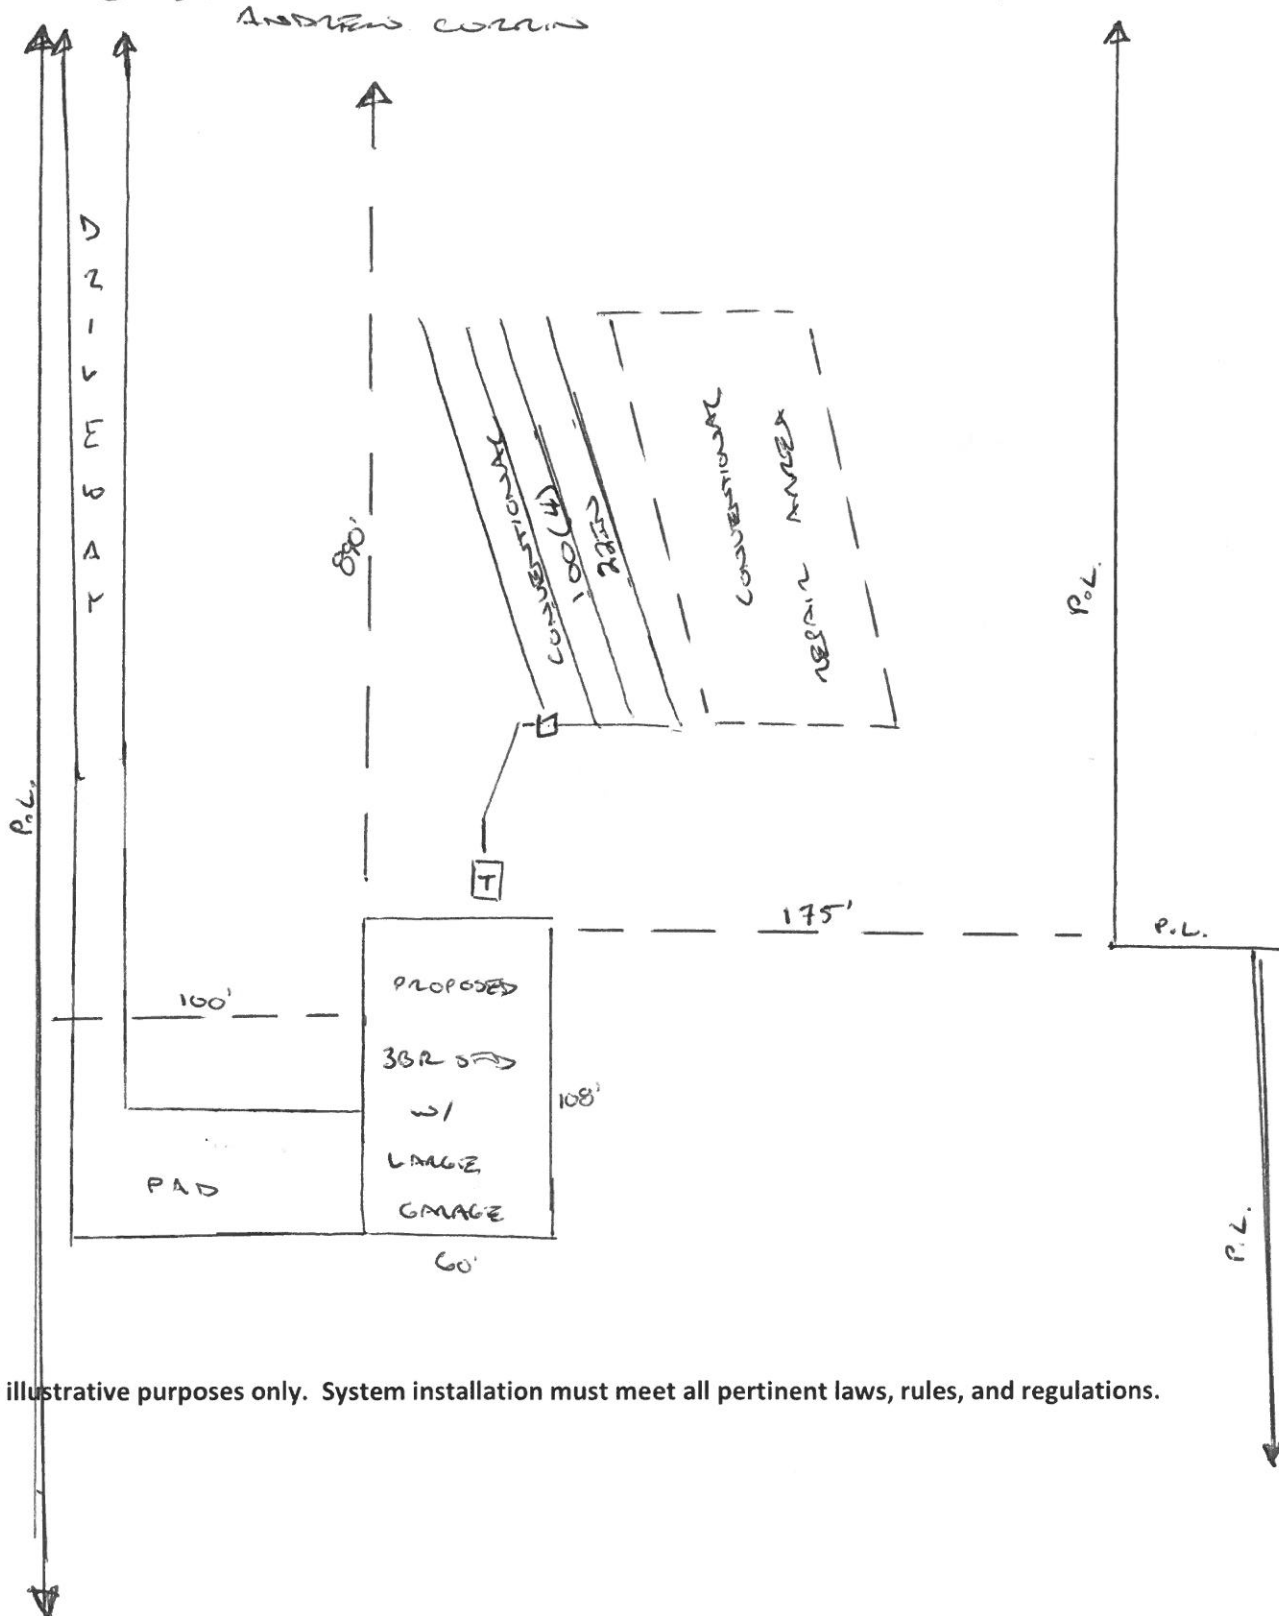 ANDREW CORRIN
DRIVEWAY
890'
CONVENTIONAL
100(4)
22IN
CONVENTIONAL
REPAIR AREA
P.L.
P.L.
T
175'
P.L.
100'
PROPOSED
3BR SFD
W/
LARGE
GARAGE
108'
PAD
60'
P.L.
illustrative purposes only. System installation must meet all pertinent laws, rules, and regulations.